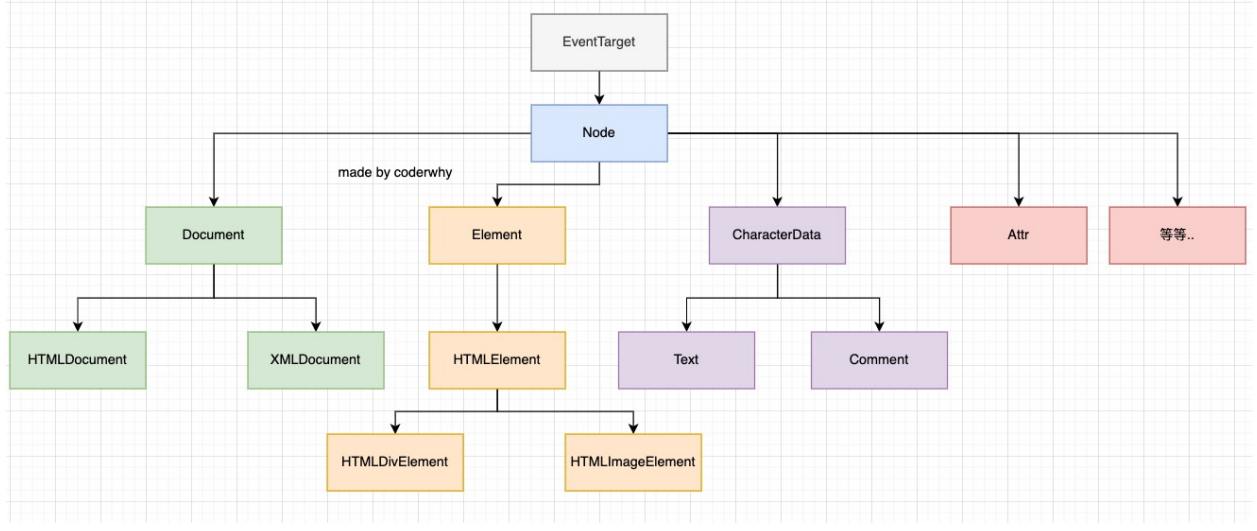 EventTarget
Node
made by coderwhy
Document
Element
CharacterData
Attr
等等..
HTMLDocument
XMLDocument
HTMLElement
Text
Comment
HTMLDivElement
HTMLImageElement